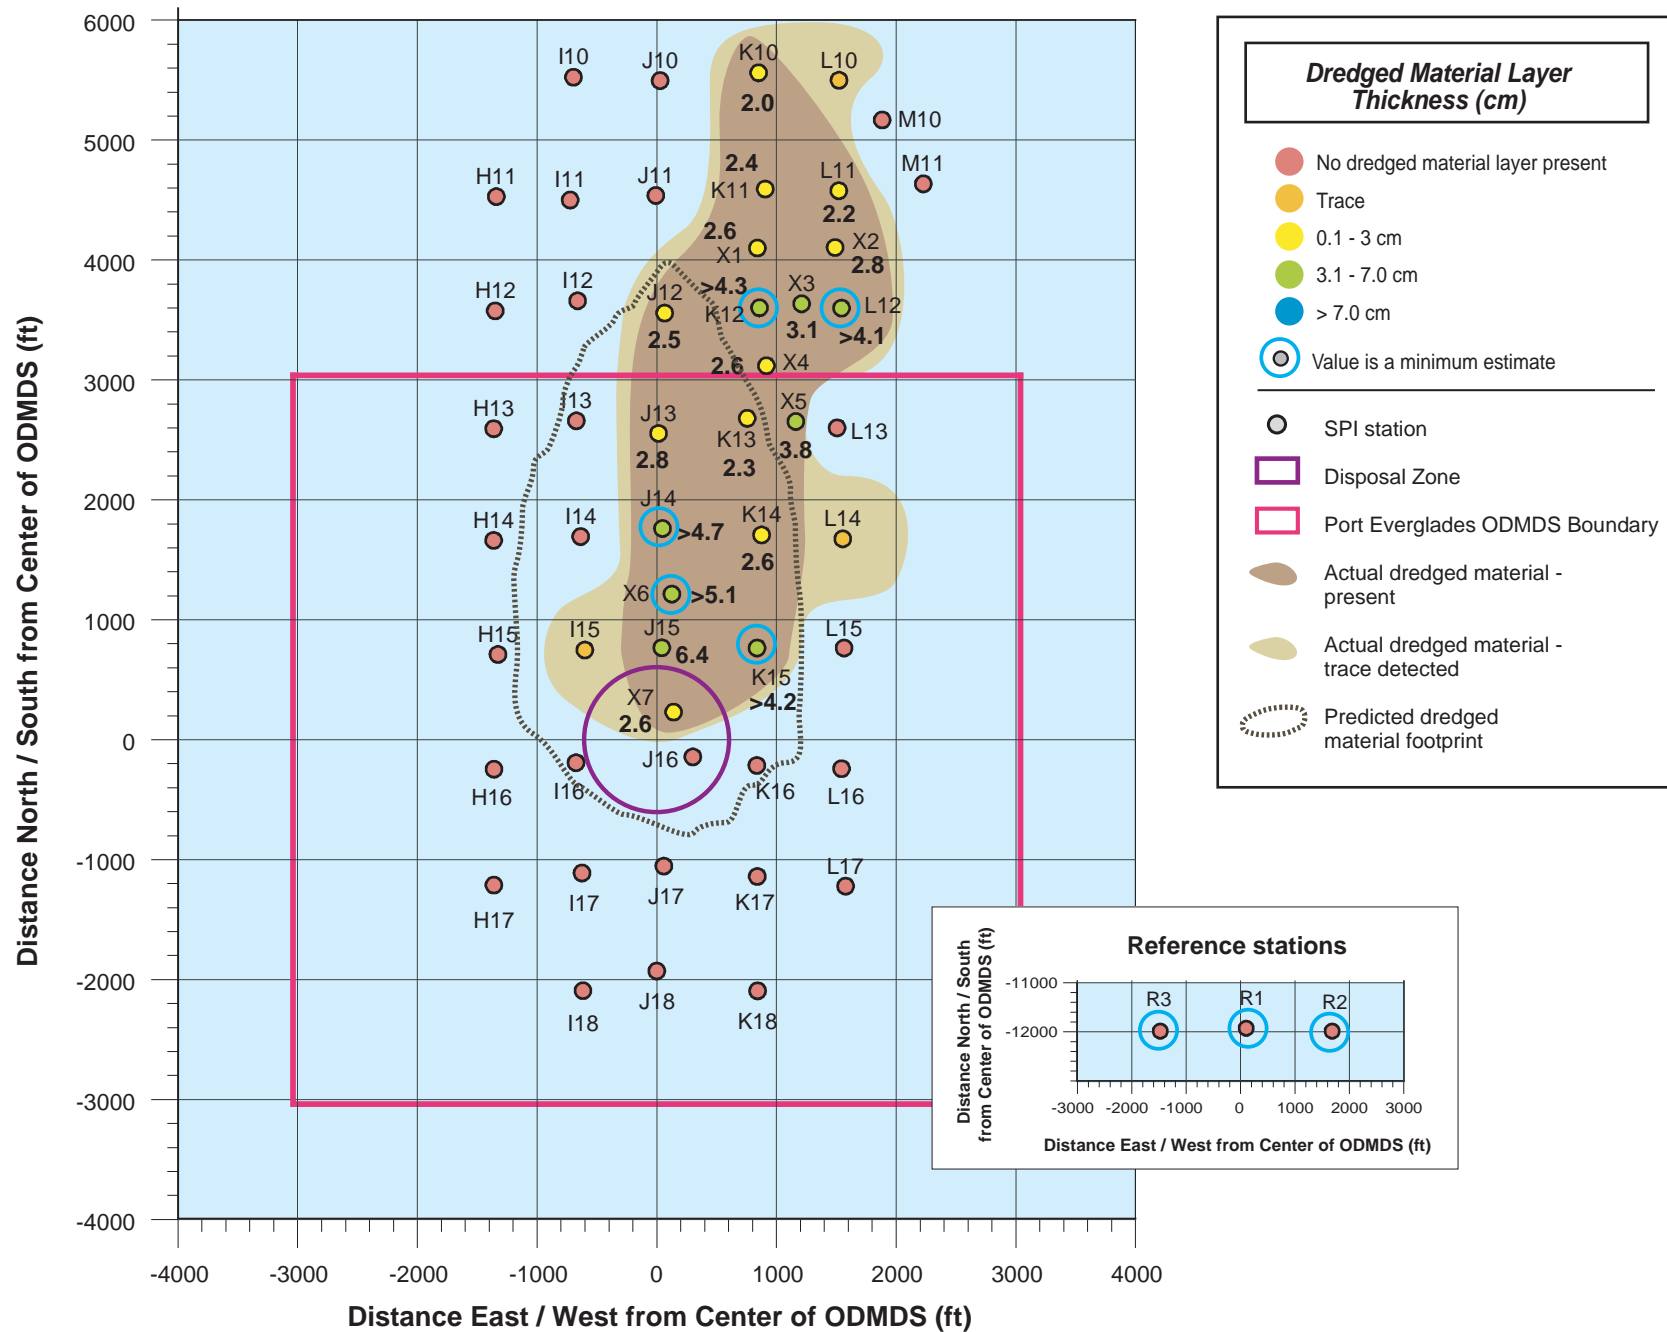 6000
5000
4000
3000
2000
1000
0
-1000
-2000
-3000
-4000
Distance North / South from Center of ODMDS (ft)
I10
J10
K10
2.0
L10
M10
H11
I11
J11
2.4
K11
L11
2.2
M11
2.6
X1
X2
2.8
H12
I12
J12
2.5
>4.3
K12
X3
3.1
L12
>4.1
2.6
X4
H13
I13
J13
2.8
K13
2.3
X5
3.8
L13
H14
I14
J14
>4.7
K14
2.6
L14
X6
>5.1
H15
I15
J15
6.4
K15
>4.2
L15
X7
2.6
H16
I16
J16
K16
L16
H17
I17
J17
K17
L17
I18
J18
K18
-4000
-3000
-2000
-1000
0
1000
2000
3000
4000
Distance East / West from Center of ODMDS (ft)
Dredged Material Layer
Thickness (cm)
No dredged material layer present
Trace
0.1 - 3 cm
3.1 - 7.0 cm
> 7.0 cm
Value is a minimum estimate
SPI station
Disposal Zone
Port Everglades ODMDS Boundary
Actual dredged material -
present
Actual dredged material -
trace detected
Predicted dredged
material footprint
Reference stations
Distance North / South
from Center of ODMDS (ft)
-11000
-12000
R3
R1
R2
-3000
-2000
-1000
0
1000
2000
3000
Distance East / West from Center of ODMDS (ft)